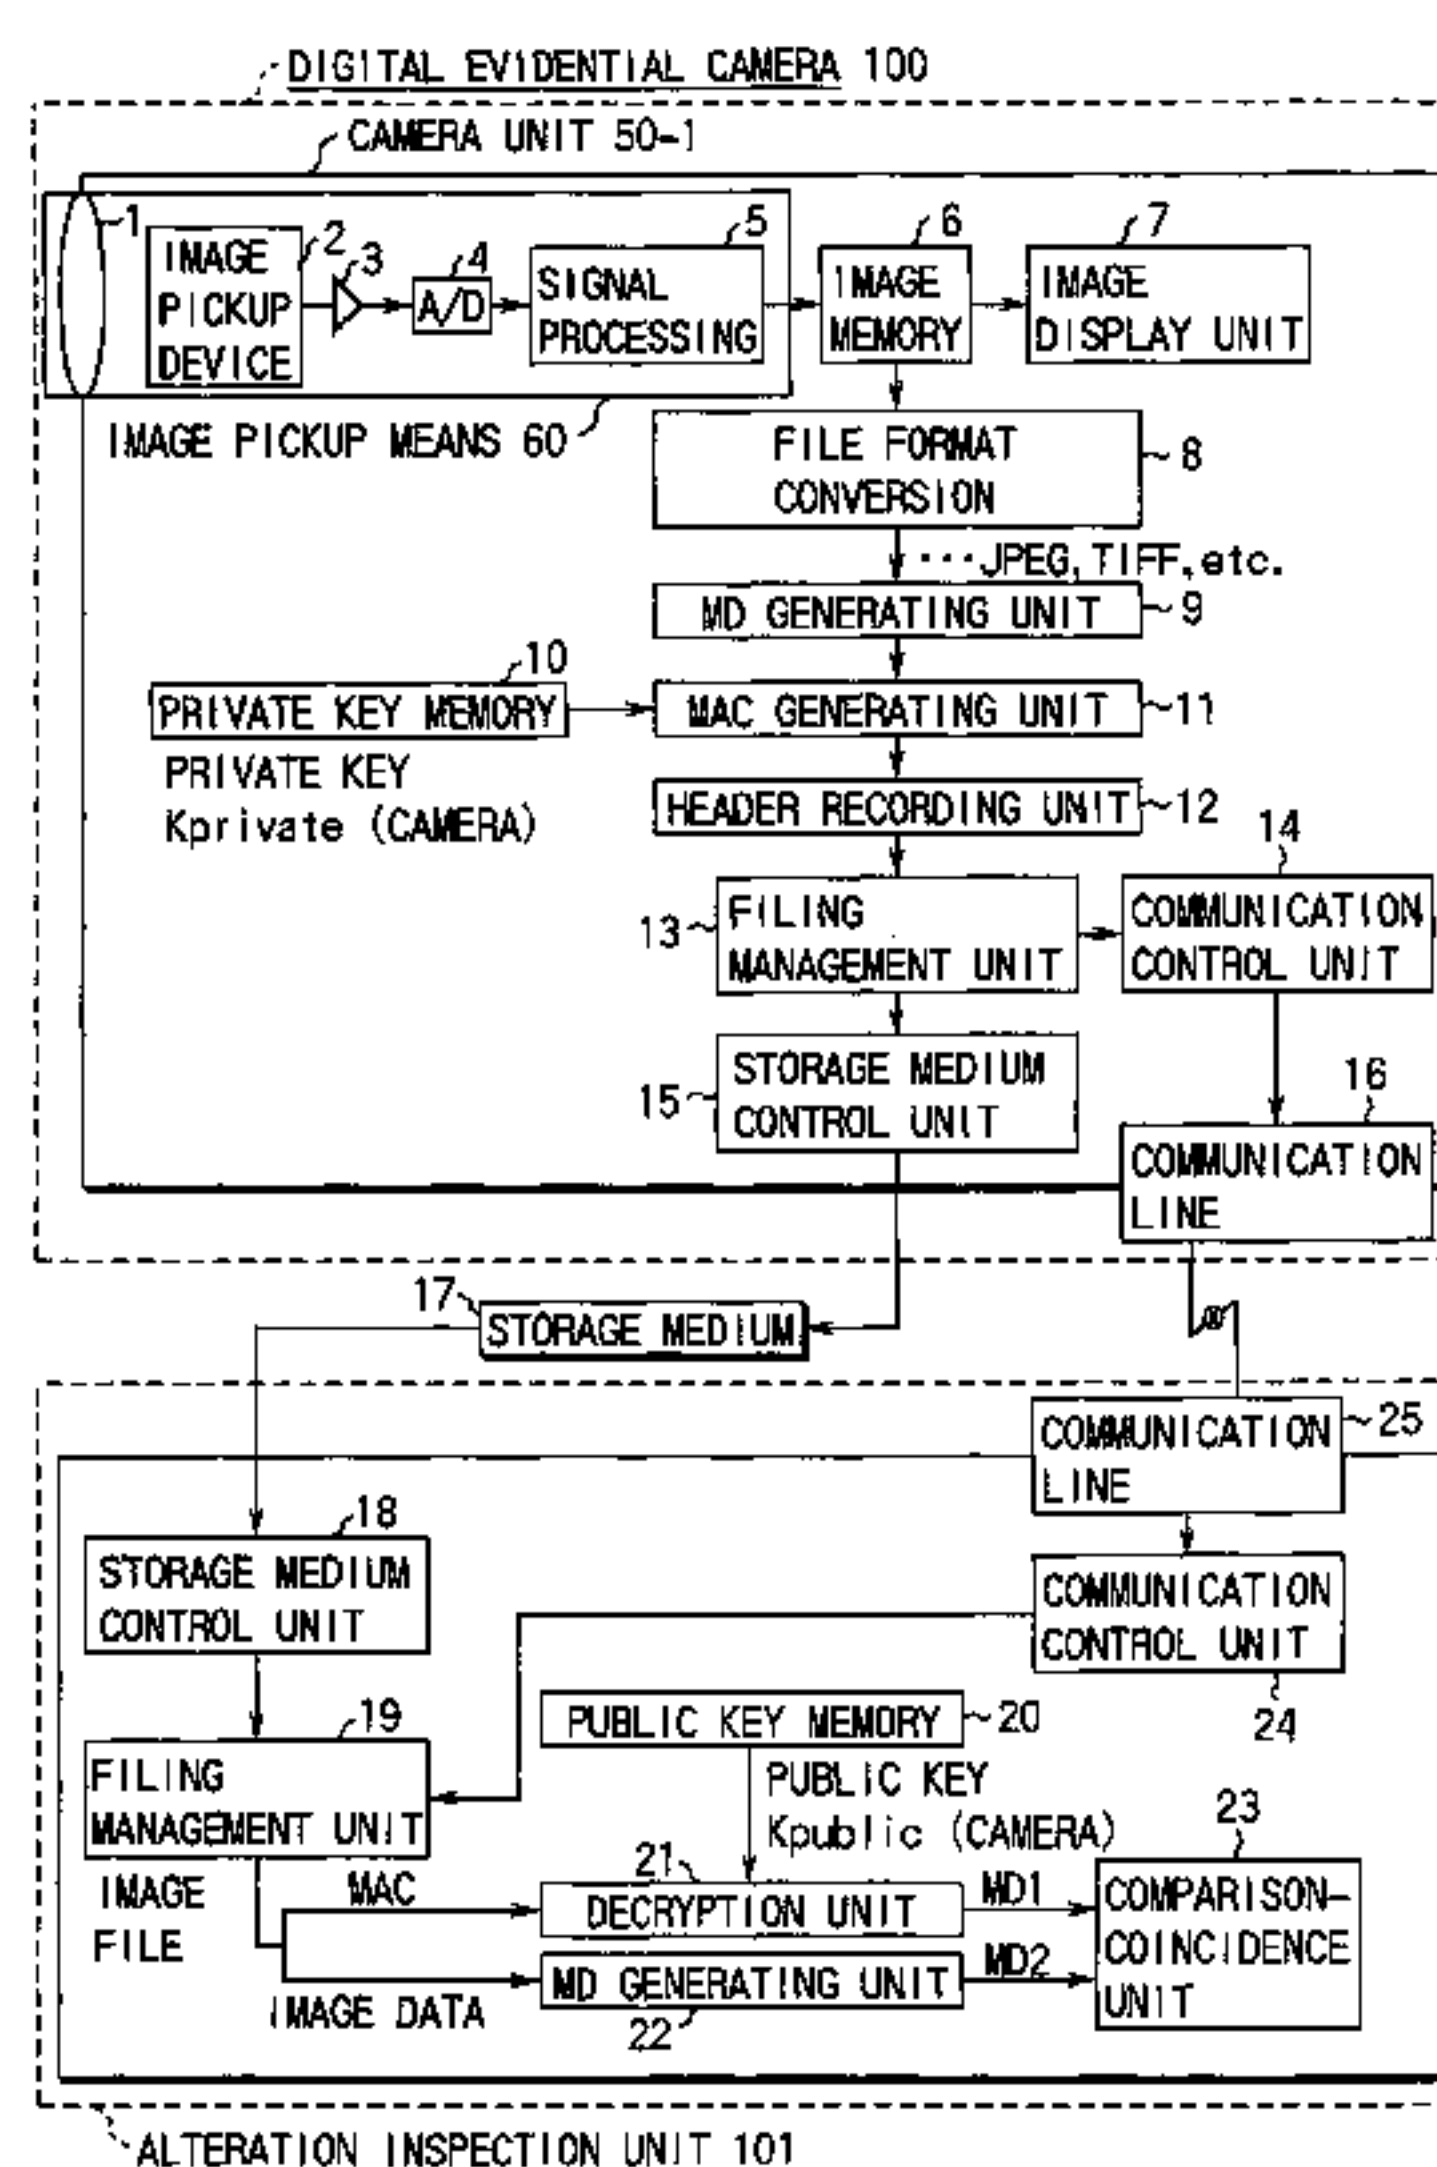 DIGITAL EVIDENTIAL CAMERA 100
CAMERA UNIT 50-1
1
IMAGE
PICKUP
DEVICE
2
3
A/D
4
SIGNAL
PROCESSING
5
IMAGE
MEMORY
6
IMAGE
DISPLAY UNIT
7
IMAGE PICKUP MEANS 60
FILE FORMAT
CONVERSION
8
···JPEG,TIFF,etc.
MD GENERATING UNIT
9
PRIVATE KEY MEMORY
10
PRIVATE KEY
Kprivate (CAMERA)
MAC GENERATING UNIT
11
HEADER RECORDING UNIT
12
FILING
MANAGEMENT UNIT
13
COMMUNICATION
CONTROL UNIT
14
STORAGE MEDIUM
CONTROL UNIT
15
COMMUNICATION
LINE
16
17
STORAGE MEDIUM
COMMUNICATION
LINE
25
STORAGE MEDIUM
CONTROL UNIT
18
COMMUNICATION
CONTROL UNIT
24
FILING
MANAGEMENT UNIT
19
PUBLIC KEY MEMORY
20
PUBLIC KEY
Kpublic (CAMERA)
IMAGE
FILE
MAC
21
DECRYPTION UNIT
MD1
IMAGE DATA
MD GENERATING UNIT
22
MD2
23
COMPARISON-
COINCIDENCE
UNIT
ALTERATION INSPECTION UNIT 101